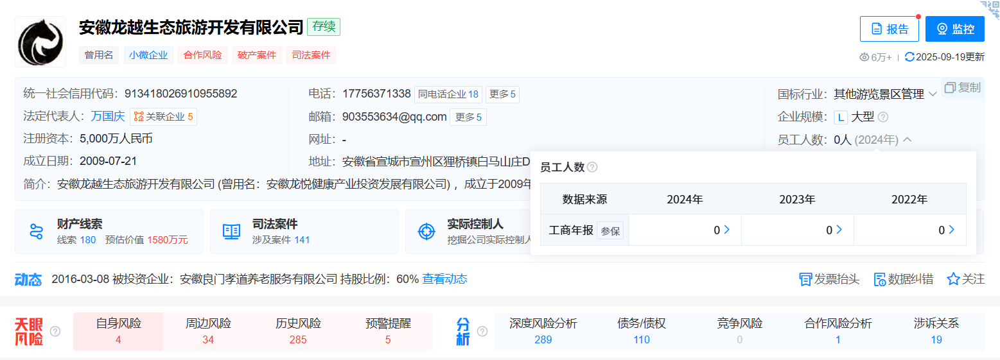 安徽龙越生态旅游开发有限公司 存续
报告 监控
曾用名 小微企业 合作风险 破产案件 司法案件
6万+ 2025-09-19更新
统一社会信用代码：913418026910955892
电话：17756371338 同电话企业 18 更多 5
国标行业：其他游览景区管理
复制
法定代表人：万国庆 关联企业 5
邮箱：903553634@qq.com 更多 5
企业规模：L 大型
注册资本：5,000万人民币
网址：-
员工人数：0人 (2024年)
成立日期：2009-07-21
地址：安徽省宣城市宣州区狸桥镇白马山庄D
简介：安徽龙越生态旅游开发有限公司 (曾用名：安徽龙悦健康产业投资发展有限公司) ，成立于2009年
员工人数
数据来源 2024年 2023年 2022年
工商年报 参保 0 0 0
财产线索
线索 180 预估价值 1580万元
司法案件
涉及案件 141
实际控制人
挖掘公司实际控制人
动态 2016-03-08 被投资企业：安徽良门孝道养老服务有限公司 持股比例：60% 查看动态
发票抬头 数据纠错 关注
天眼风险
自身风险 周边风险 历史风险 预警提醒
4 34 285 5
分析
深度风险分析 债务/债权 竞争风险 合作风险分析 涉诉关系
289 110 0 1 19